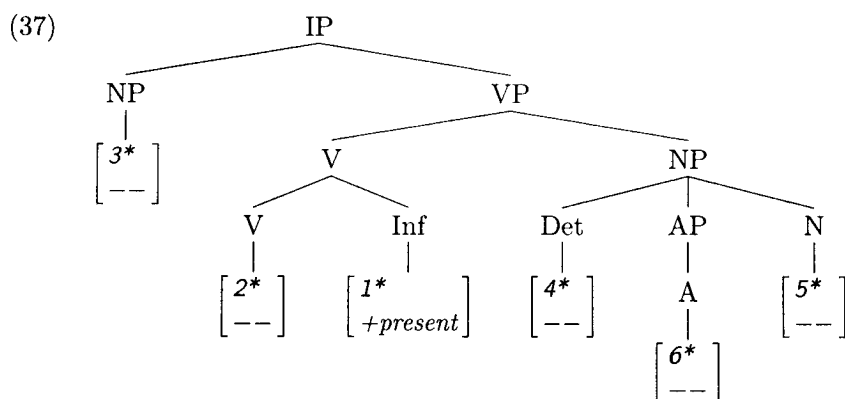 (37) IP
NP VP
V NP
3*
--
V Inf Det AP N
2* 1* 4* A 5*
-- +present -- --
6*
--